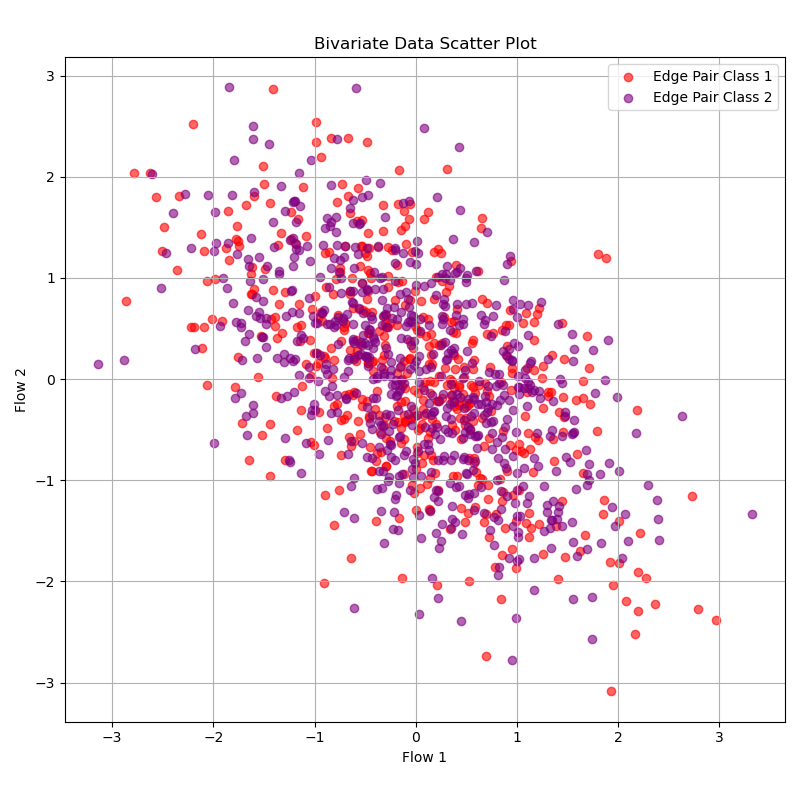 Bivariate Data Scatter Plot
Edge Pair Class 1
Edge Pair Class 2
3
2
1
0
−1
−2
−3
Flow 2
−3
−2
−1
0
1
2
3
Flow 1